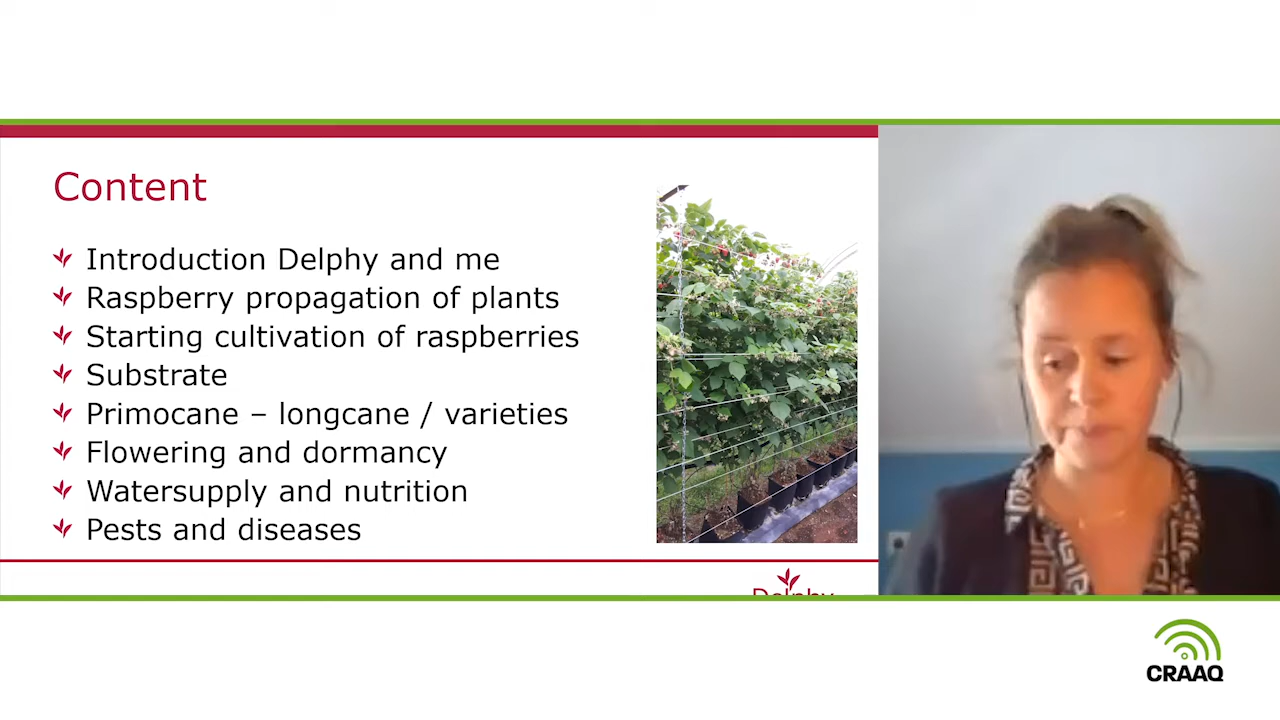 Content
Introduction Delphy and me
Raspberry propagation of plants
Starting cultivation of raspberries
Substrate
Primocane – longcane / varieties
Flowering and dormancy
Watersupply and nutrition
Pests and diseases
Delphy
CRAAQ